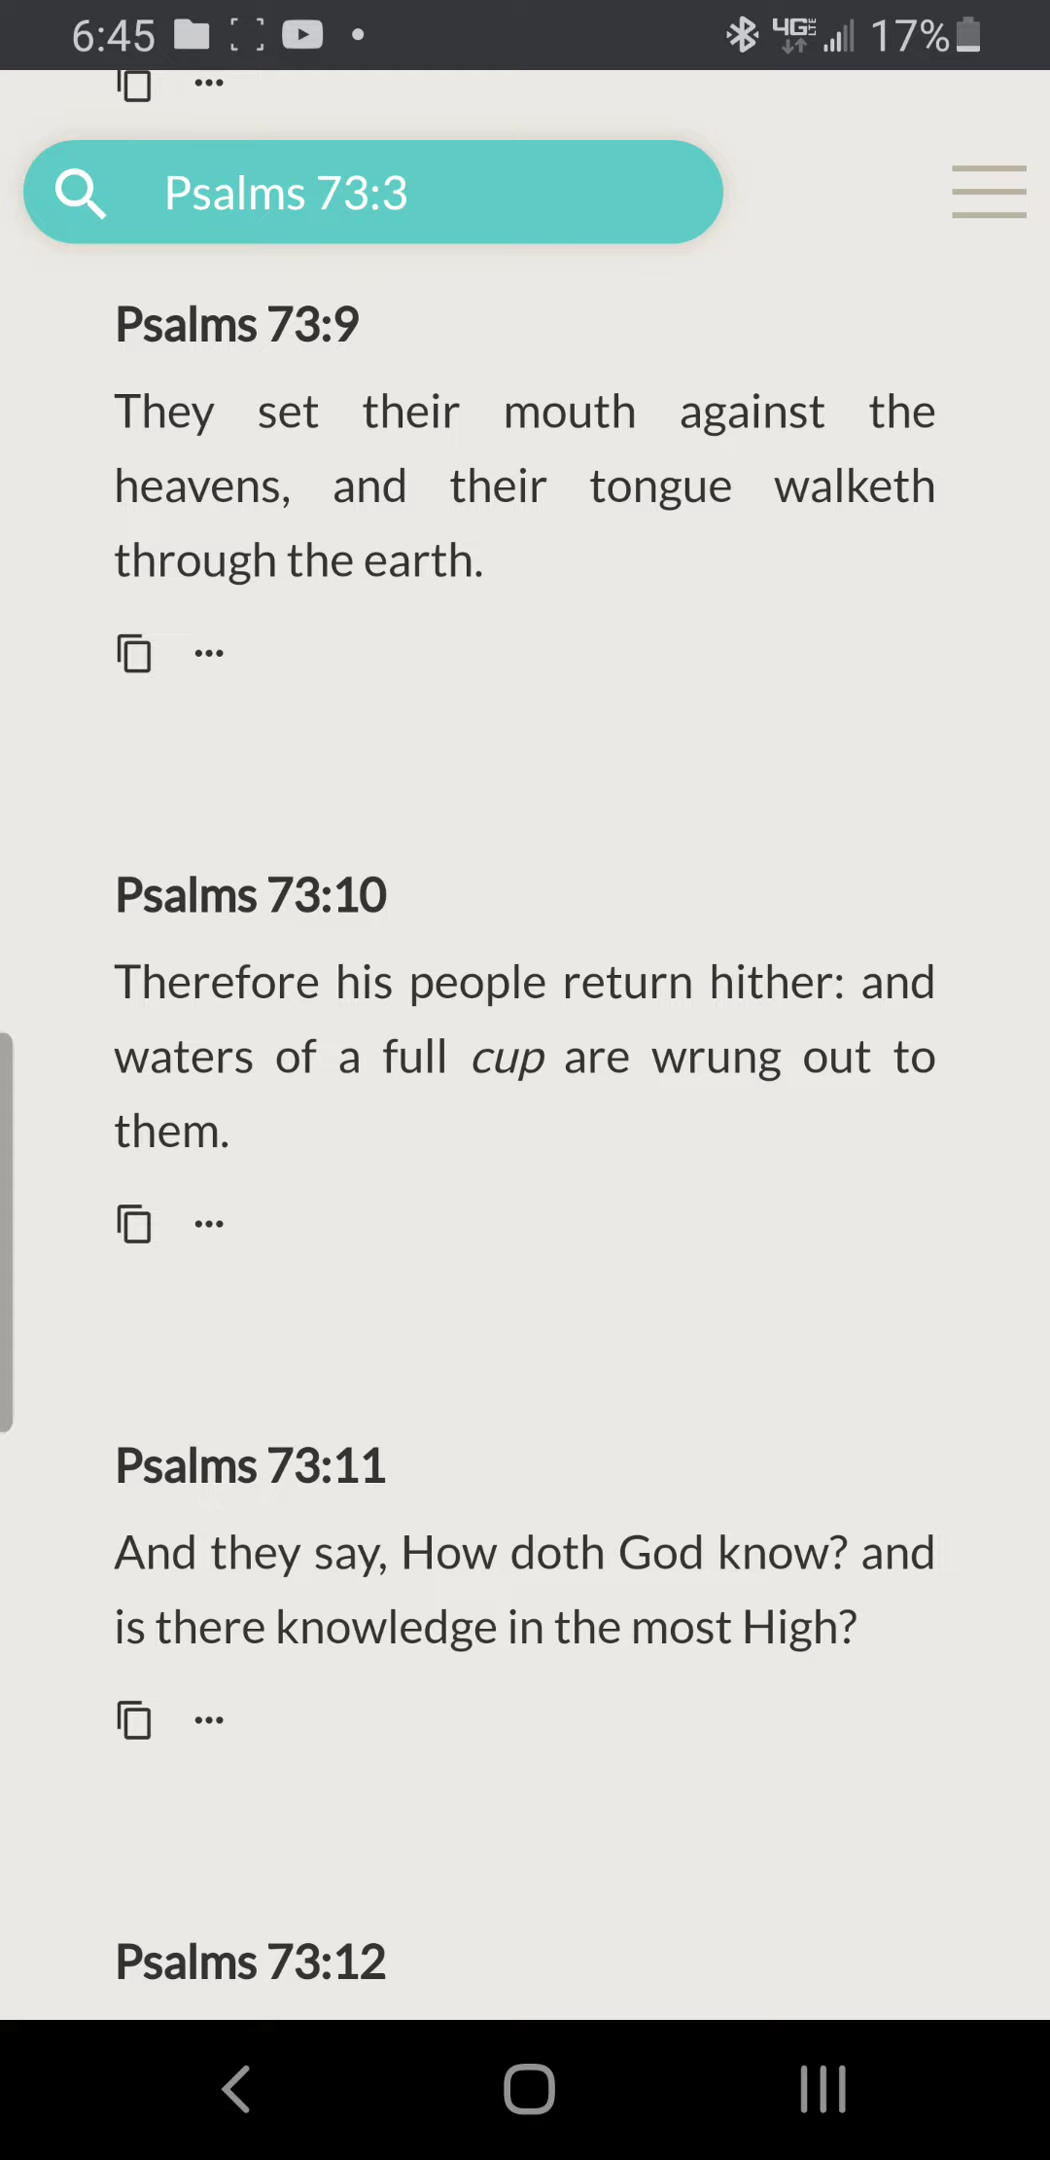 6:45 4G LTE 17%
Psalms 73:3
Psalms 73:9
They set their mouth against the
heavens, and their tongue walketh
through the earth.
Psalms 73:10
Therefore his people return hither: and
waters of a full cup are wrung out to
them.
Psalms 73:11
And they say, How doth God know? and
is there knowledge in the most High?
Psalms 73:12